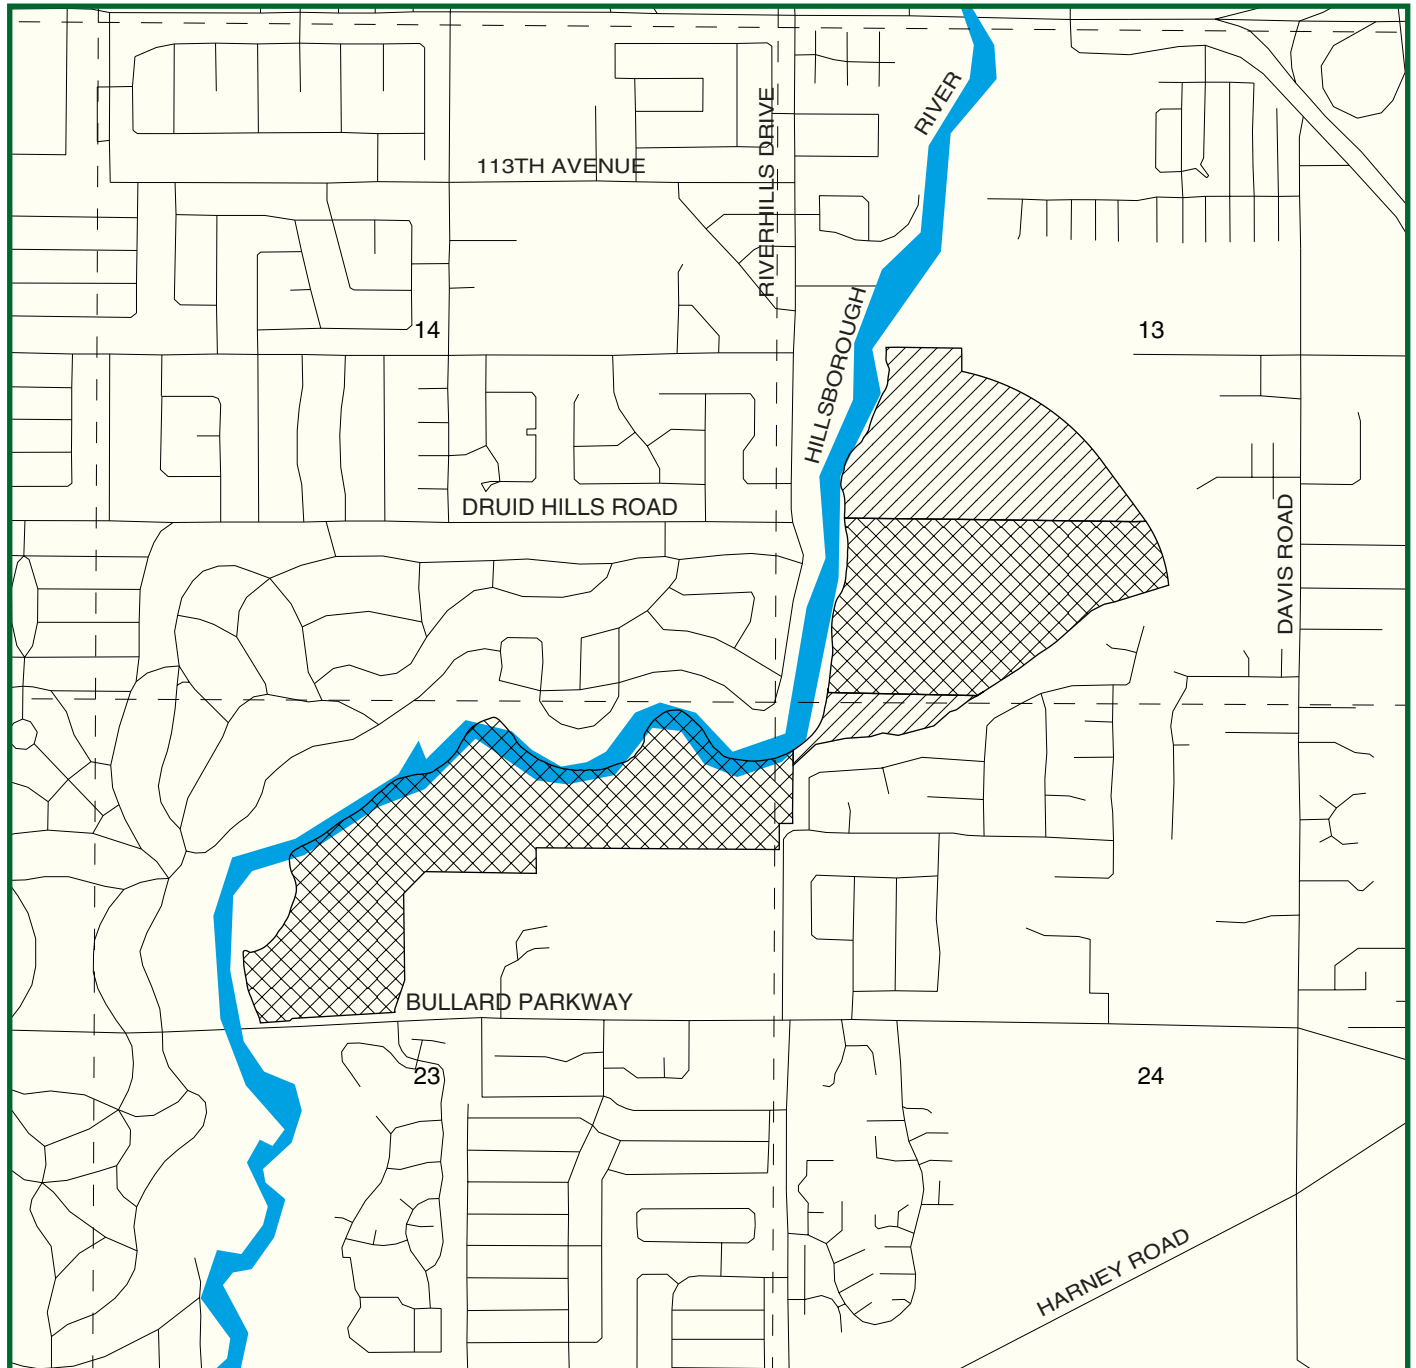 RIVER
113TH AVENUE
RIVERHILLS DRIVE
HILLSBOROUGH
14
13
DRUID HILLS ROAD
DAVIS ROAD
BULLARD PARKWAY
23
24
HARNEY ROAD